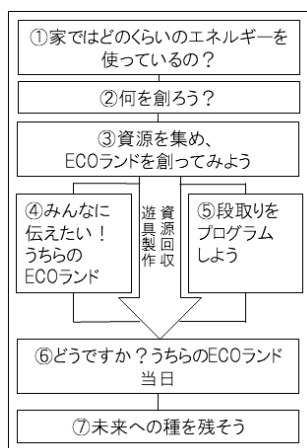 ①家ではどのくらいのエネルギーを
使っているの？
②何を創ろう？
③資源を集め、
ECOランドを創ってみよう
④みんなに
伝えたい！
うちらの
ECOランド
資源回収
遊具製作
⑤段取りを
プログラム
しよう
⑥どうですか？うちらのECOランド
当日
⑦未来への種を残そう